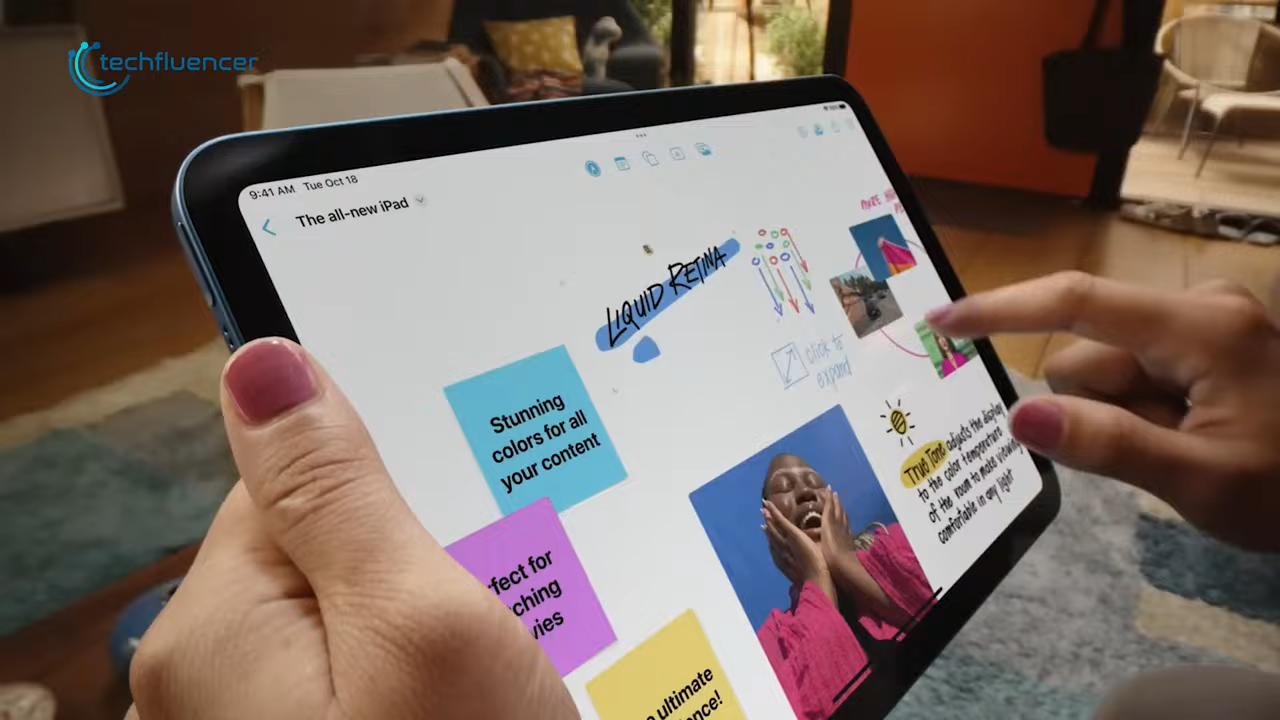 techfluencer
9:41 AM Tue Oct 18
The all-new iPad
LIQUID RETINA
click to
expand
Stunning
colors for all
your content
True Tone adjusts the display
to the color temperature
of the room to make viewing
comfortable in any light
rfect for
ching
vies
ultimate
ence!